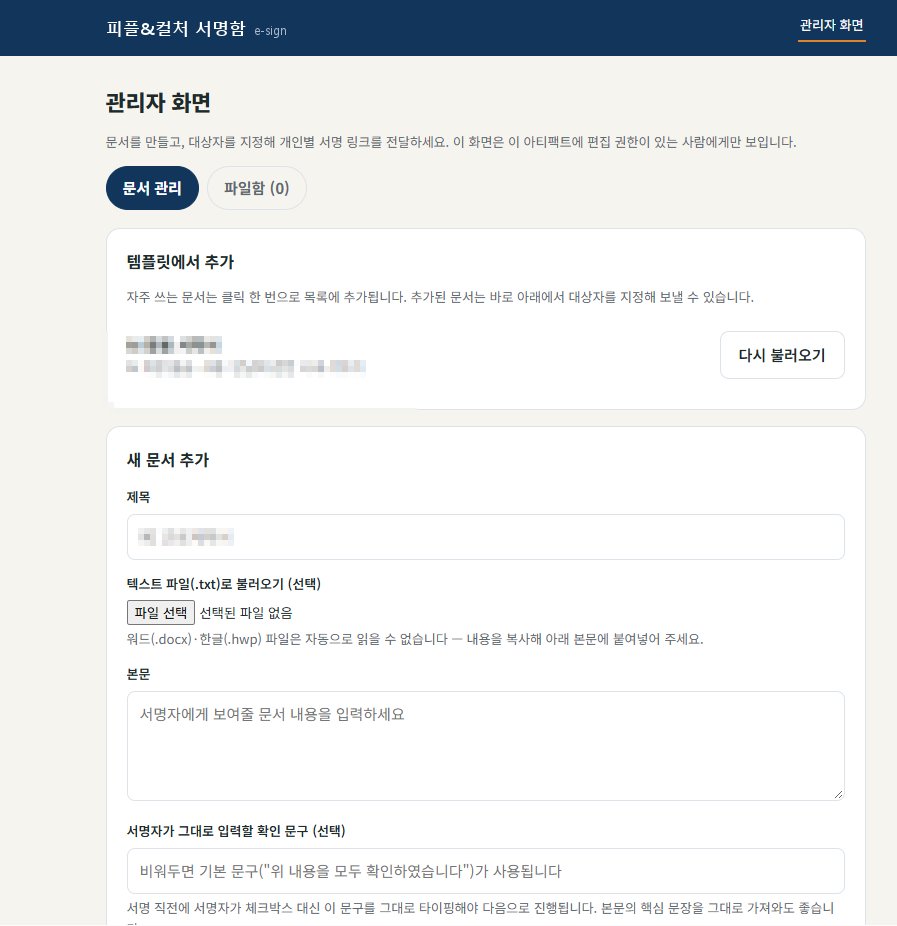 피플&컬처 서명함 e-sign
관리자 화면
관리자 화면
문서를 만들고, 대상자를 지정해 개인별 서명 링크를 전달하세요. 이 화면은 이 아티팩트에 편집 권한이 있는 사람에게만 보입니다.
문서 관리
파일함 (0)
템플릿에서 추가
자주 쓰는 문서는 클릭 한 번으로 목록에 추가됩니다. 추가된 문서는 바로 아래에서 대상자를 지정해 보낼 수 있습니다.
다시 불러오기
새 문서 추가
제목
텍스트 파일(.txt)로 불러오기 (선택)
파일 선택 선택된 파일 없음
워드(.docx)·한글(.hwp) 파일은 자동으로 읽을 수 없습니다 — 내용을 복사해 아래 본문에 붙여넣어 주세요.
본문
서명자에게 보여줄 문서 내용을 입력하세요
서명자가 그대로 입력할 확인 문구 (선택)
비워두면 기본 문구("위 내용을 모두 확인하였습니다")가 사용됩니다
서명 직전에 서명자가 체크박스 대신 이 문구를 그대로 타이핑해야 다음으로 진행됩니다. 본문의 핵심 문장을 그대로 가져와도 좋습니